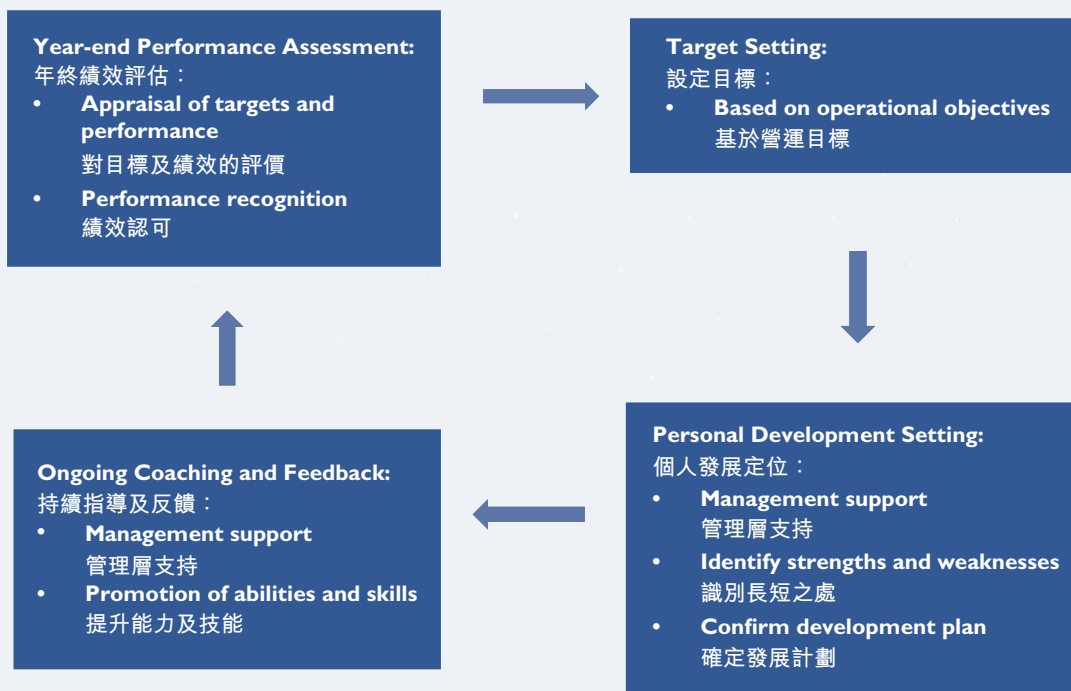 Year-end Performance Assessment:
年終績效評估：
• Appraisal of targets and
performance
對目標及績效的評價
• Performance recognition
績效認可
Target Setting:
設定目標：
• Based on operational objectives
基於營運目標
Personal Development Setting:
個人發展定位：
• Management support
管理層支持
• Identify strengths and weaknesses
識別長短之處
• Confirm development plan
確定發展計劃
Ongoing Coaching and Feedback:
持續指導及反饋：
• Management support
管理層支持
• Promotion of abilities and skills
提升能力及技能